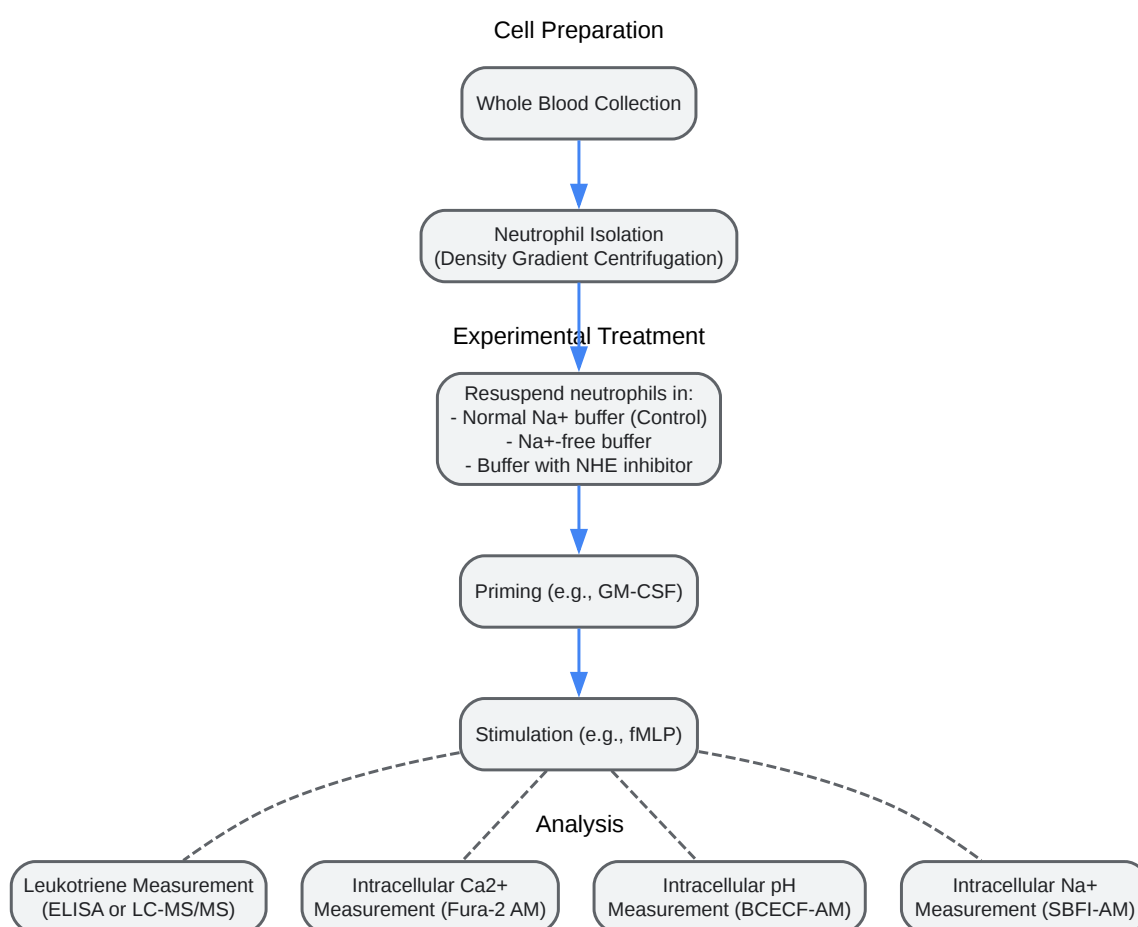 Cell Preparation
Whole Blood Collection
Neutrophil Isolation
(Density Gradient Centrifugation)
Experimental Treatment
Resuspend neutrophils in:
- Normal Na+ buffer (Control)
- Na+-free buffer
- Buffer with NHE inhibitor
Priming (e.g., GM-CSF)
Stimulation (e.g., fMLP)
Analysis
Leukotriene Measurement
(ELISA or LC-MS/MS)
Intracellular Ca2+
Measurement (Fura-2 AM)
Intracellular pH
Measurement (BCECF-AM)
Intracellular Na+
Measurement (SBFI-AM)